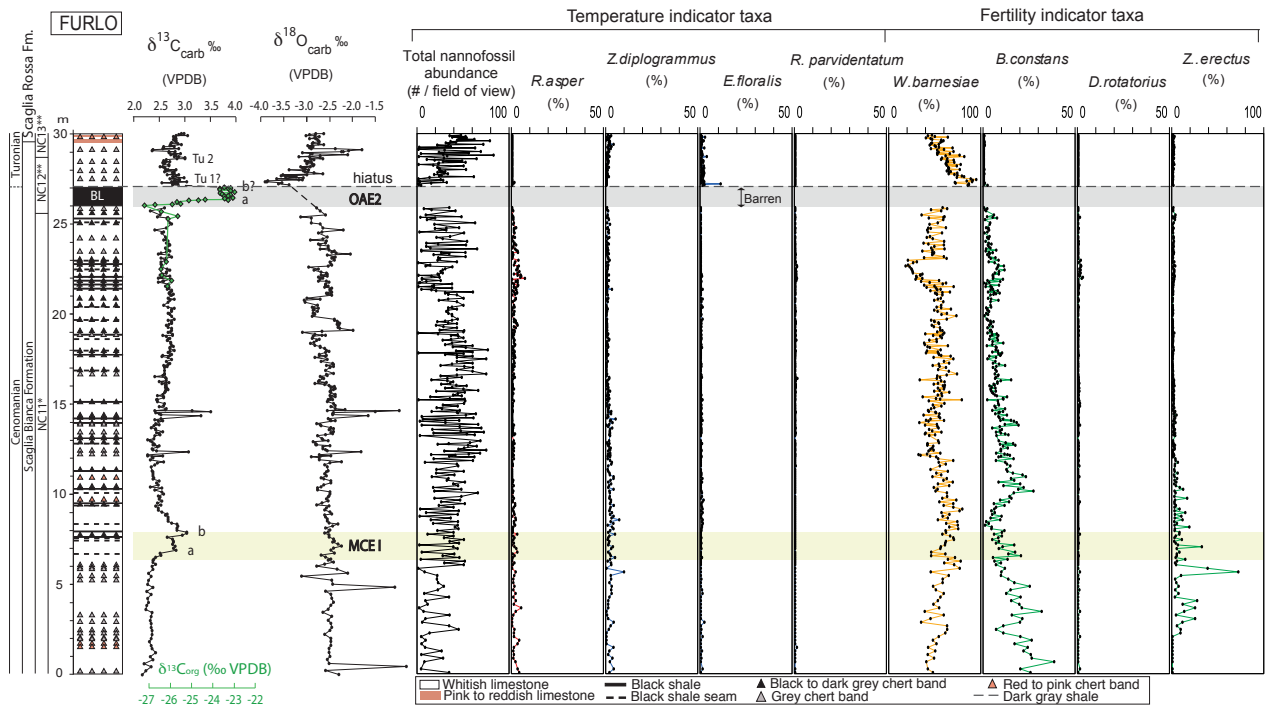 FURLO
Temperature indicator taxa
Fertility indicator taxa
δ13Ccarb ‰
(VPDB)
δ18Ocarb ‰
(VPDB)
Total nannofossil
abundance
(# / field of view)
R.asper
(%)
Z.diplogrammus
(%)
E.floralis
(%)
R. parvidentatum
(%)
W.barnesiae
(%)
B.constans
(%)
D.rotatorius
(%)
Z.erectus
(%)
2.0 2.5 3.0 3.5 4.0
-4.0 -3.5 -2.5 -1.5
0 100
0 50
0 50
0 50
0 50
0 100
0 50
0 50
0 100
m
30
25
20
15
10
5
0
Turonian
Cenomanian
Scaglia Rossa Fm.
Scaglia Bianca Formation
NC13**
NC12**
NC11*
BL
Tu 2
Tu 1?
b?
a
hiatus
OAE2
Barren
b
a
MCE I
δ13Corg (‰ VPDB)
-27 -26 -25 -24 -23 -22
Whitish limestone
Pink to reddish limestone
Black shale
Black shale seam
Black to dark grey chert band
Grey chert band
Red to pink chert band
Dark gray shale